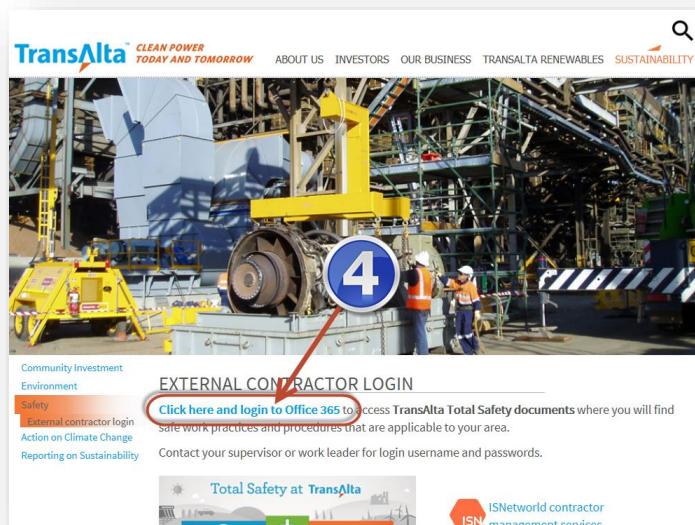 TransAlta™ CLEAN POWER
TODAY AND TOMORROW
ABOUT US INVESTORS OUR BUSINESS TRANSALTA RENEWABLES SUSTAINABILITY
4
Community Investment
Environment
Safety
External contractor login
Action on Climate Change
Reporting on Sustainability
EXTERNAL CONTRACTOR LOGIN
Click here and login to Office 365 to access TransAlta Total Safety documents where you will find
safe work practices and procedures that are applicable to your area.
Contact your supervisor or work leader for login username and passwords.
Total Safety at TransAlta
ISN
ISNetworld contractor
management services